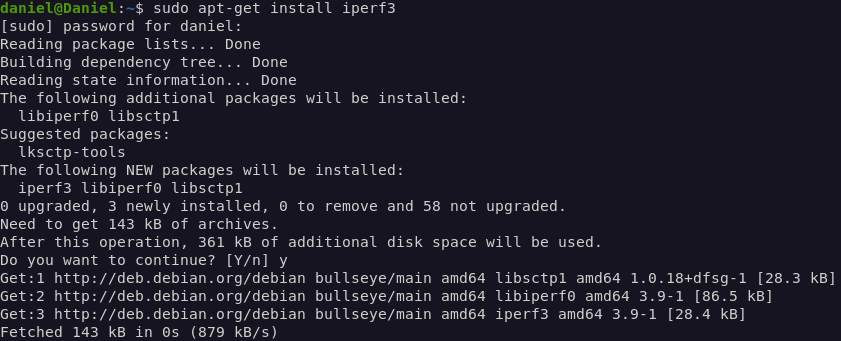 daniel@Daniel:~$ sudo apt-get install iperf3
[sudo] password for daniel:
Reading package lists... Done
Building dependency tree... Done
Reading state information... Done
The following additional packages will be installed:
  libiperf0 libsctp1
Suggested packages:
  lksctp-tools
The following NEW packages will be installed:
  iperf3 libiperf0 libsctp1
0 upgraded, 3 newly installed, 0 to remove and 58 not upgraded.
Need to get 143 kB of archives.
After this operation, 361 kB of additional disk space will be used.
Do you want to continue? [Y/n] y
Get:1 http://deb.debian.org/debian bullseye/main amd64 libsctp1 amd64 1.0.18+dfsg-1 [28.3 kB]
Get:2 http://deb.debian.org/debian bullseye/main amd64 libiperf0 amd64 3.9-1 [86.5 kB]
Get:3 http://deb.debian.org/debian bullseye/main amd64 iperf3 amd64 3.9-1 [28.4 kB]
Fetched 143 kB in 0s (879 kB/s)